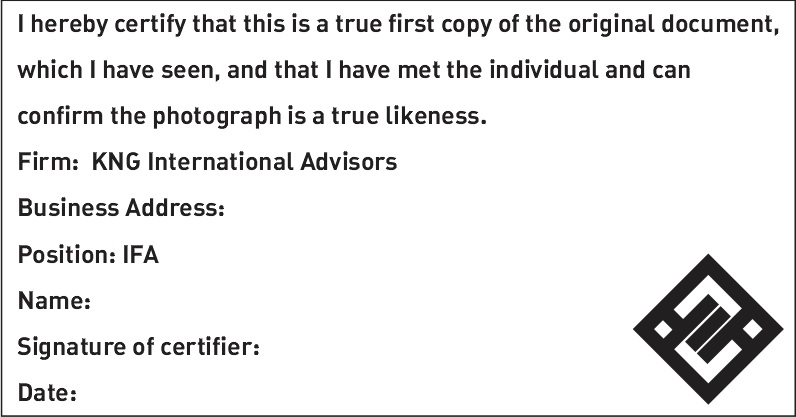 I hereby certify that this is a true first copy of the original document,
which I have seen, and that I have met the individual and can
confirm the photograph is a true likeness.
Firm:  KNG International Advisors
Business Address:
Position: IFA
Name:
Signature of certifier:
Date: